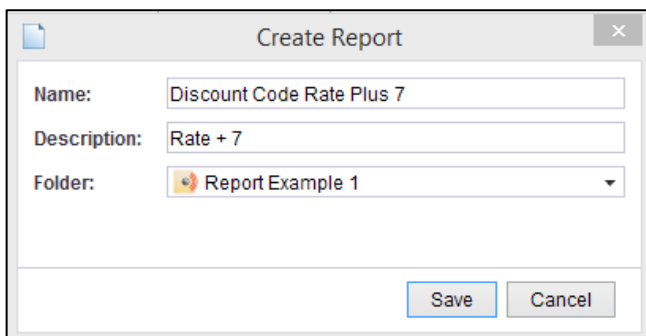 Create Report
Name: Discount Code Rate Plus 7
Description: Rate + 7
Folder: Report Example 1
Save Cancel